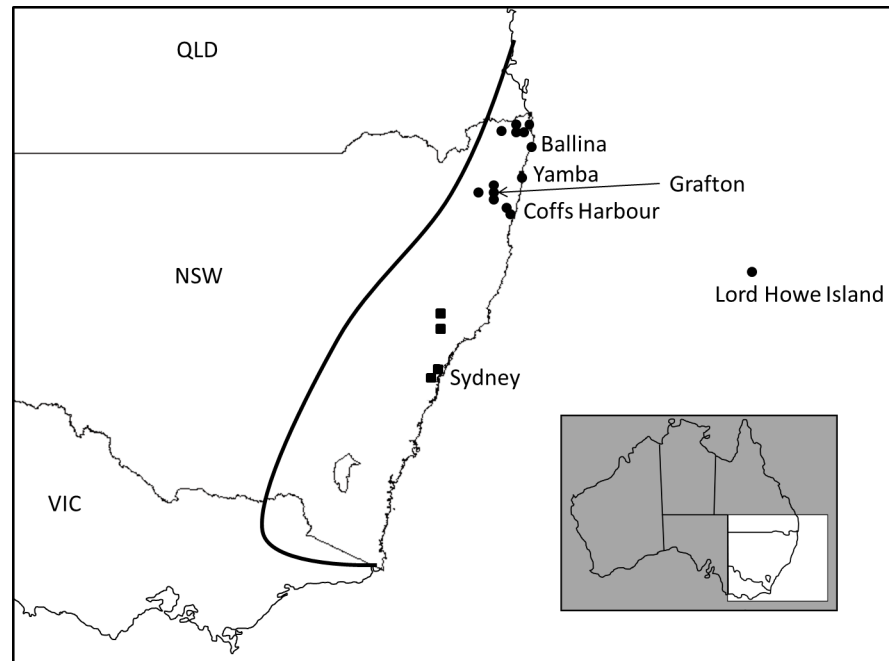 QLD
Ballina
Yamba
Grafton
Coffs Harbour
NSW
Lord Howe Island
Sydney
VIC